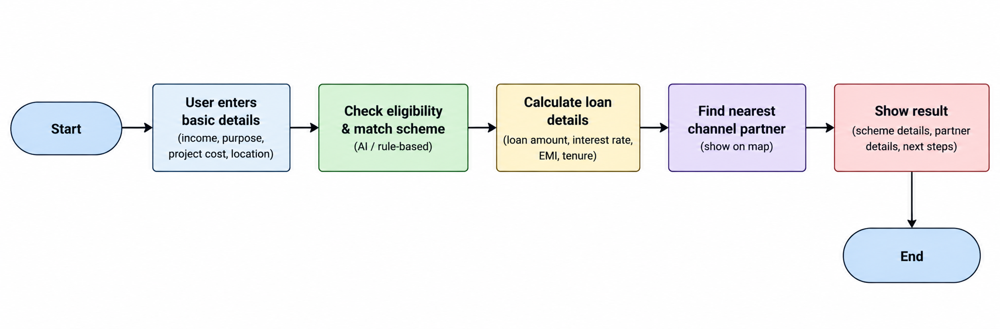 Start
User enters
basic details
(income, purpose,
project cost, location)
Check eligibility
& match scheme
(AI / rule-based)
Calculate loan
details
(loan amount, interest rate,
EMI, tenure)
Find nearest
channel partner
(show on map)
Show result
(scheme details, partner
details, next steps)
End